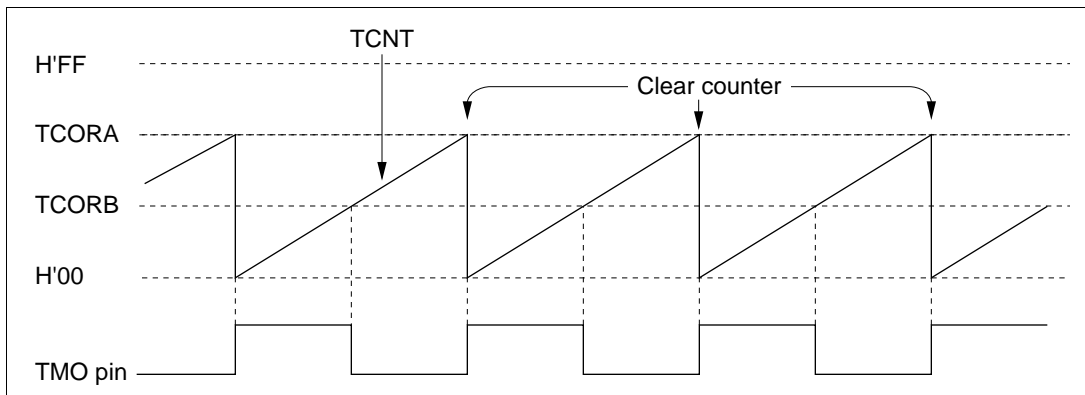 TCNT
H'FF
Clear counter
TCORA
TCORB
H'00
TMO pin